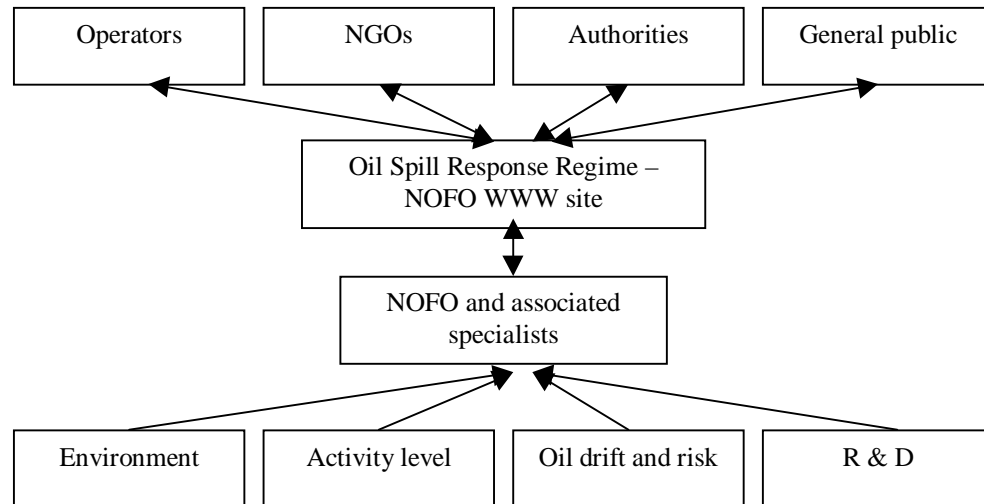 Operators
NGOs
Authorities
General public
Oil Spill Response Regime –
NOFO WWW site
NOFO and associated
specialists
Environment
Activity level
Oil drift and risk
R & D